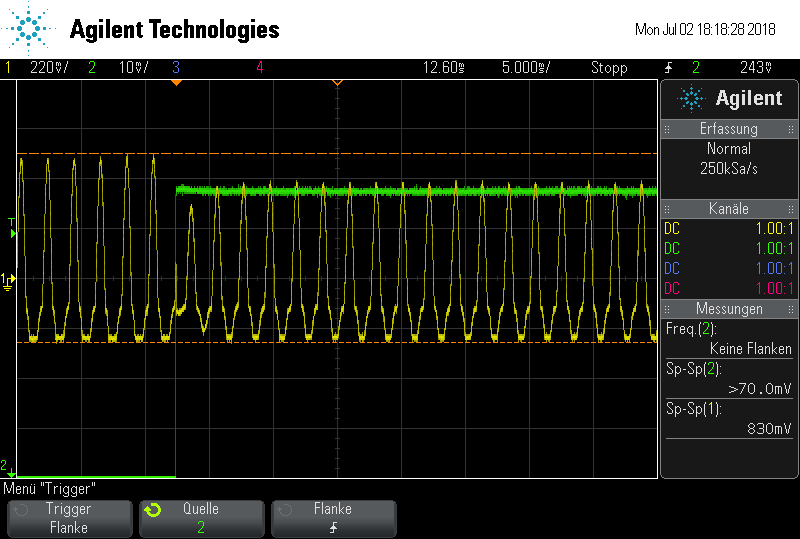 Agilent Technologies
Mon Jul 02 18:18:28 2018
1 220▿/ 2 10▿/ 3 4 12.60s 5.000s/ Stopp 2 243▿
Agilent
Erfassung
Normal
250kSa/s
Kanäle
DC 1.00:1
DC 1.00:1
DC 1.00:1
DC 1.00:1
Messungen
Freq.(2):
Keine Flanken
Sp-Sp(2):
>70.0mV
Sp-Sp(1):
830mV
T
1
2
Menü "Trigger"
Trigger
Flanke
Quelle
2
Flanke